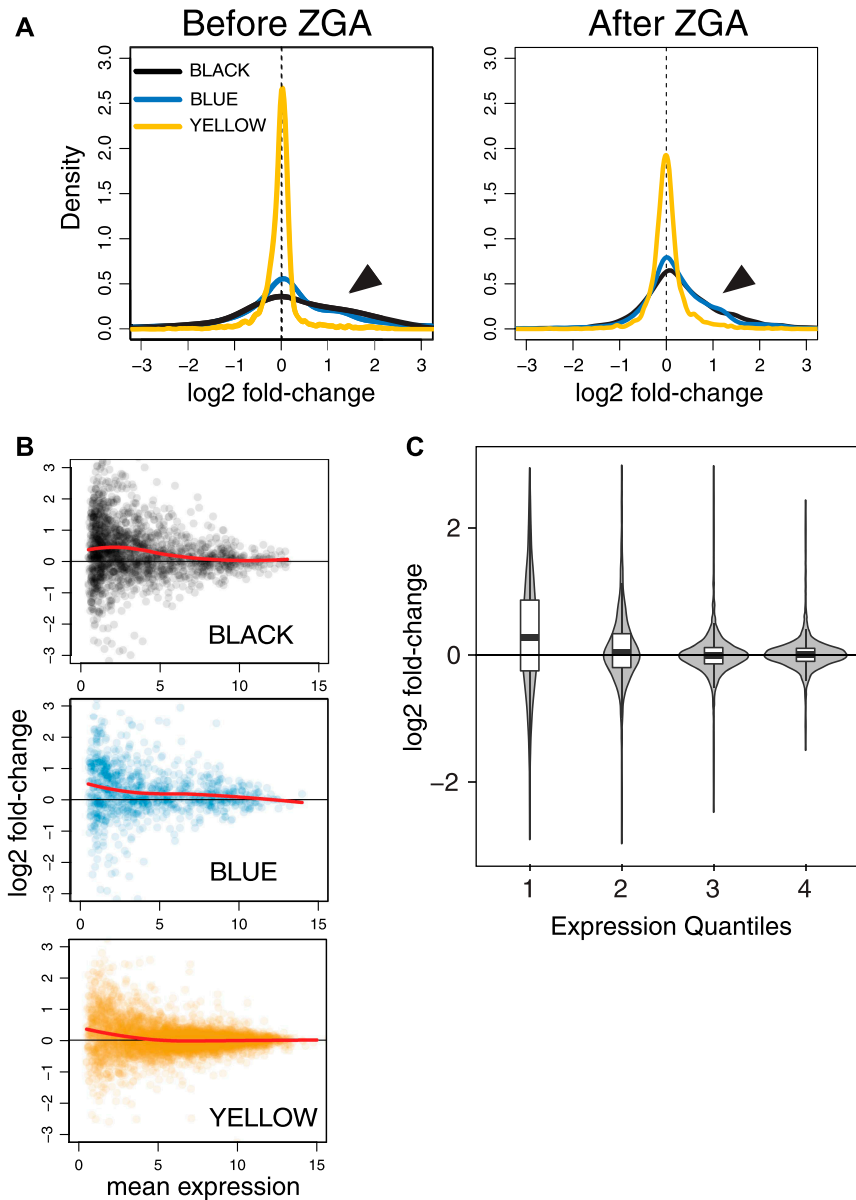 A
Before ZGA
After ZGA
BLACK
BLUE
YELLOW
Density
0.0 0.5 1.0 1.5 2.0 2.5 3.0
−3 −2 −1 0 1 2 3
log2 fold-change
0.0 0.5 1.0 1.5 2.0 2.5 3.0
−3 −2 −1 0 1 2 3
log2 fold-change
B
−3 −2 −1 0 1 2 3
BLACK
0 5 10 15
−3 −2 −1 0 1 2 3
BLUE
0 5 10 15
−3 −2 −1 0 1 2 3
YELLOW
0 5 10 15
log2 fold-change
mean expression
C
log2 fold-change
2
0
−2
1 2 3 4
Expression Quantiles